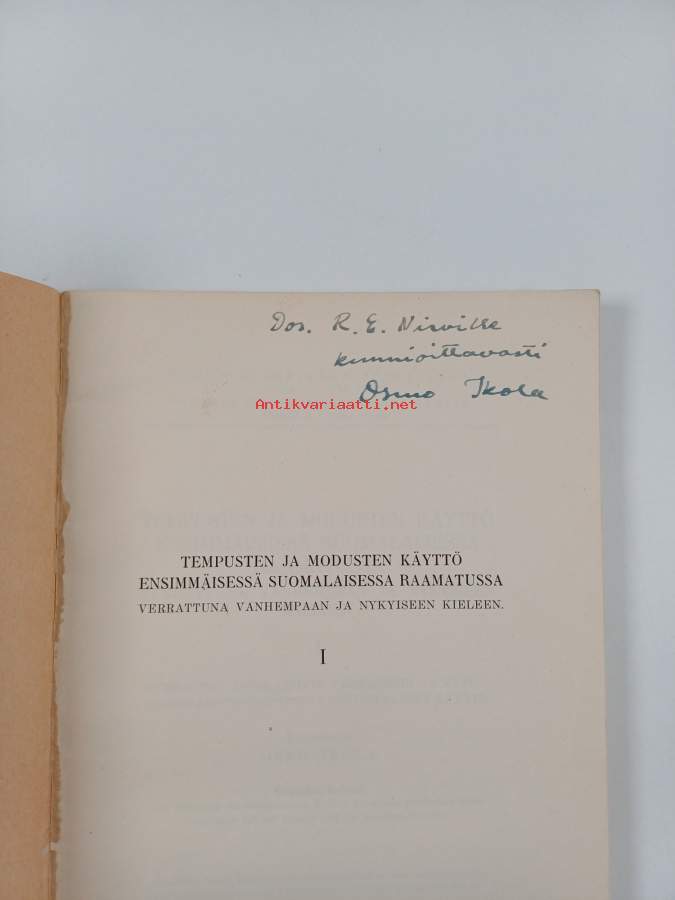 Dos. R. E. Nirville
kunnioittavasti
Osmo Ikola
Antikvariaatti.net
TEMPUSTEN JA MODUSTEN KÄYTTÖ
ENSIMMÄISESSÄ SUOMALAISESSA RAAMATUSSA
VERRATTUNA VANHEMPAAN JA NYKYISEEN KIELEEN.
I